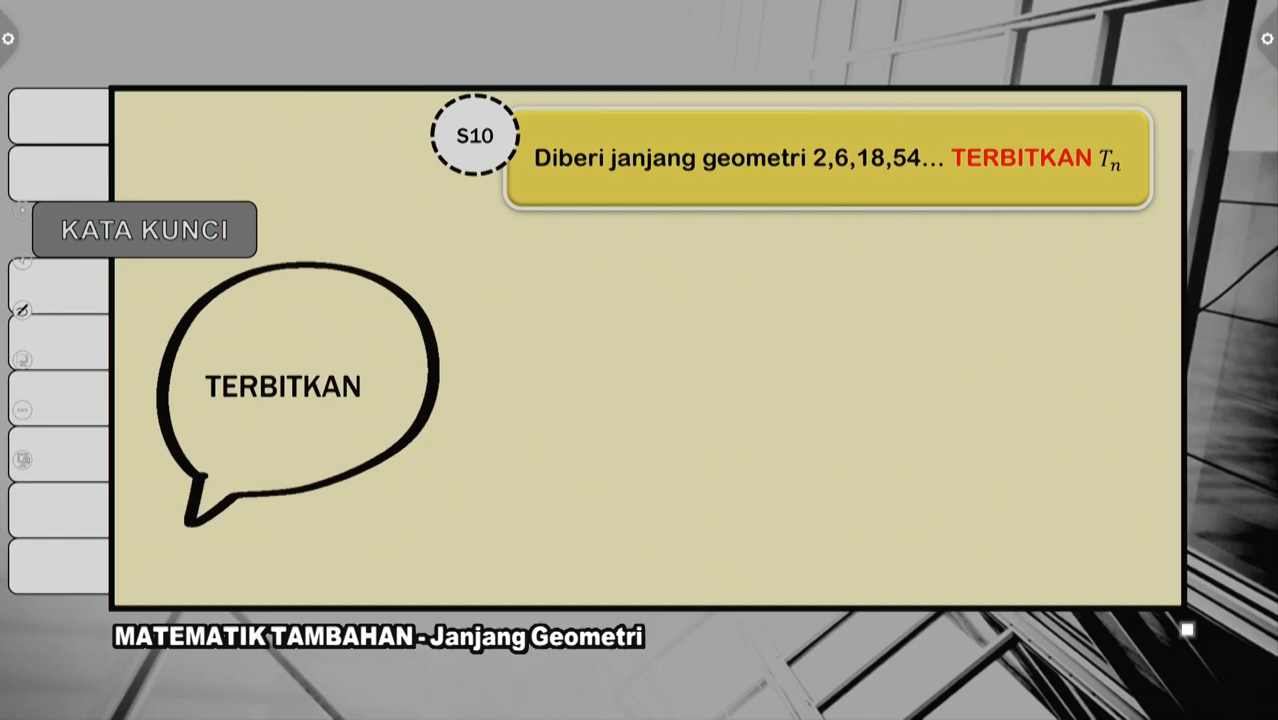 S10
Diberi janjang geometri 2,6,18,54... TERBITKAN Tₙ
KATA KUNCI
TERBITKAN
MATEMATIK TAMBAHAN - Janjang Geometri